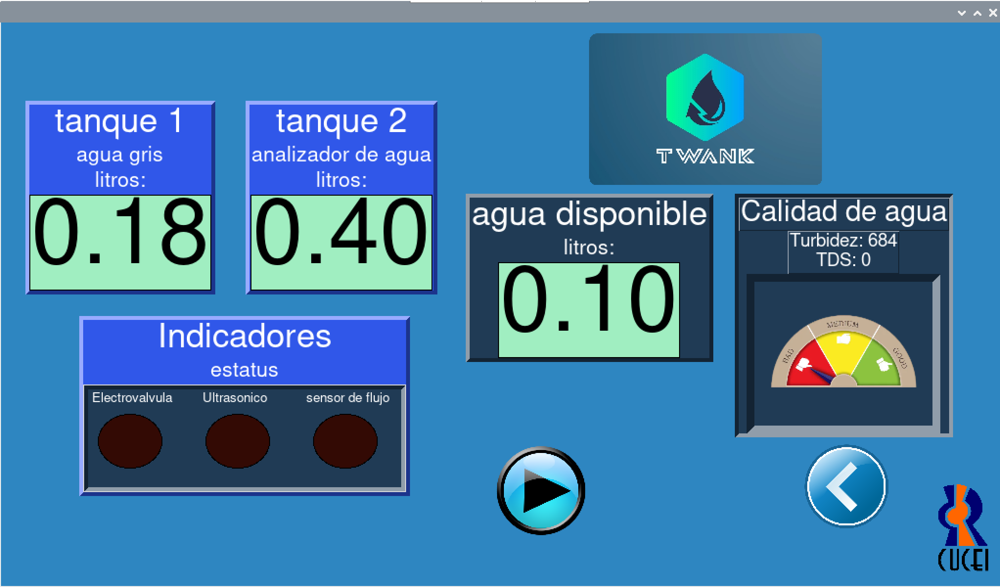 TWANK
tanque 1
agua gris
litros:
0.18
tanque 2
analizador de agua
litros:
0.40
agua disponible
litros:
0.10
Calidad de agua
Turbidez: 684
TDS: 0
BAD
MEDIUM
GOOD
Indicadores
estatus
Electrovalvula
Ultrasonico
sensor de flujo
CUCEI